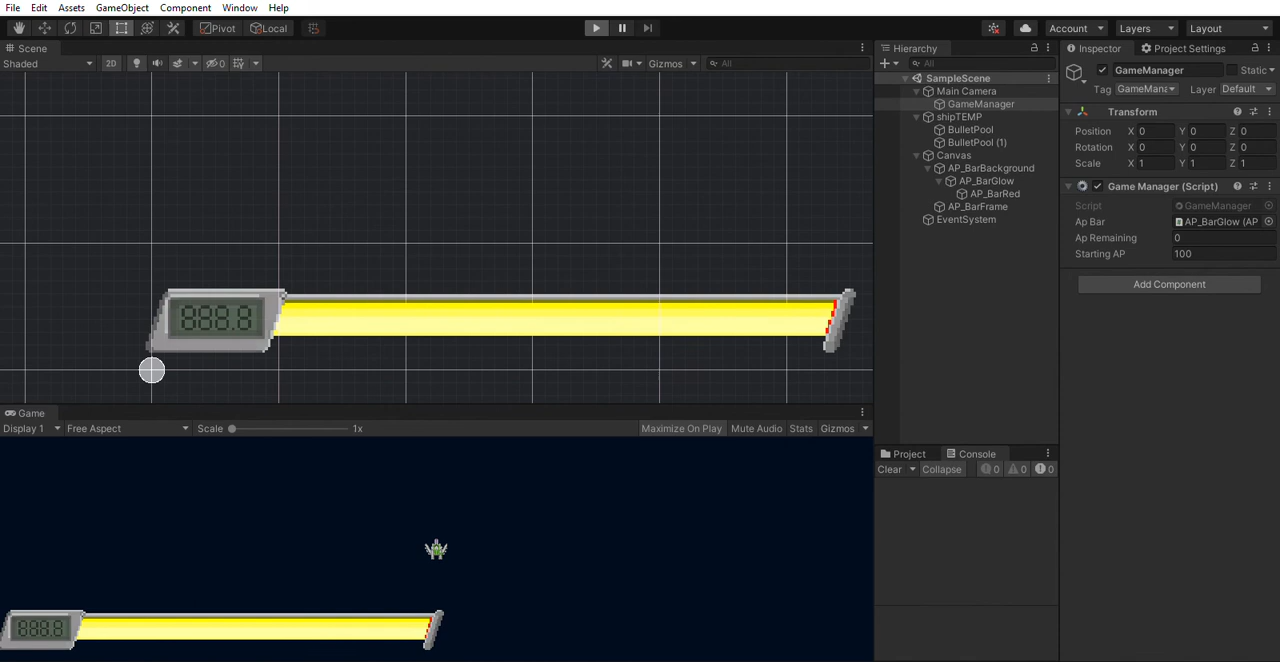 File Edit Assets GameObject Component Window Help
Pivot Local Account Layers Layout
Scene
Shaded 2D 0 Gizmos All
888.8
Game
Display 1 Free Aspect Scale 1x Maximize On Play Mute Audio Stats Gizmos
888.8
Hierarchy
All
SampleScene
Main Camera
GameManager
shipTEMP
BulletPool
BulletPool (1)
Canvas
AP_BarBackground
AP_BarGlow
AP_BarRed
AP_BarFrame
EventSystem
Project Console
Clear Collapse 0 0 0
Inspector Project Settings
GameManager Static
Tag GameMana Layer Default
Transform
Position X 0 Y 0 Z 0
Rotation X 0 Y 0 Z 0
Scale X 1 Y 1 Z 1
Game Manager (Script)
Script GameManager
Ap Bar AP_BarGlow (AP
Ap Remaining 0
Starting AP 100
Add Component